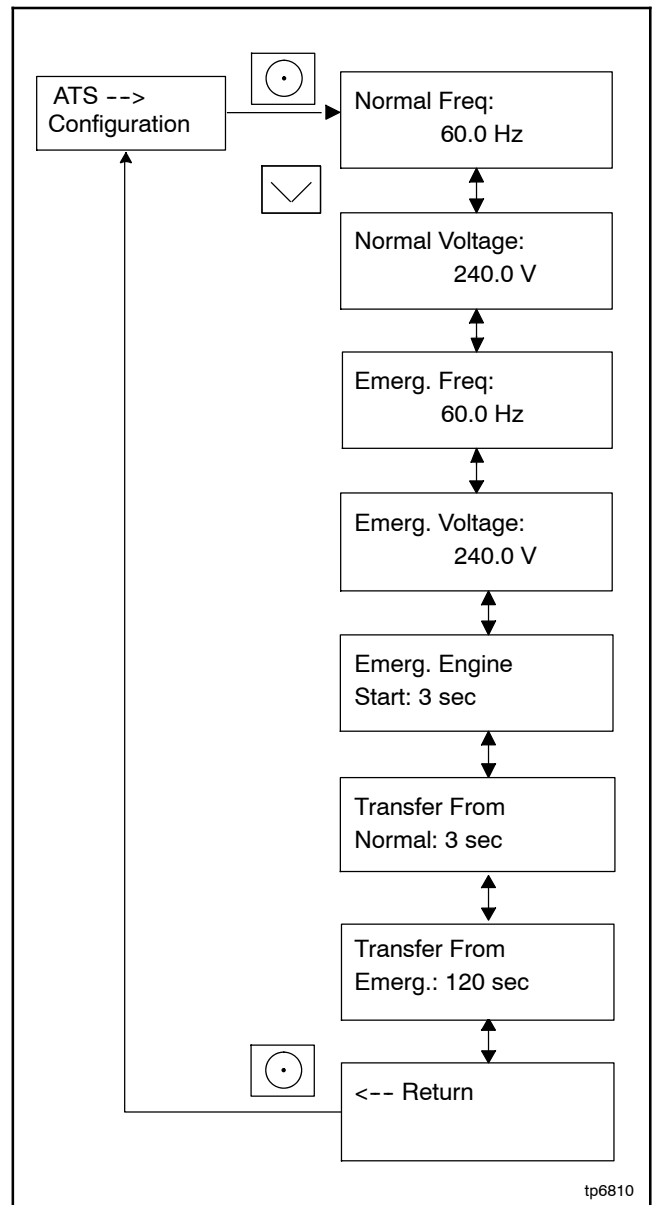 ATS -->
Configuration
Normal Freq:
60.0 Hz
Normal Voltage:
240.0 V
Emerg. Freq:
60.0 Hz
Emerg. Voltage:
240.0 V
Emerg. Engine
Start: 3 sec
Transfer From
Normal: 3 sec
Transfer From
Emerg.: 120 sec
<-- Return
tp6810